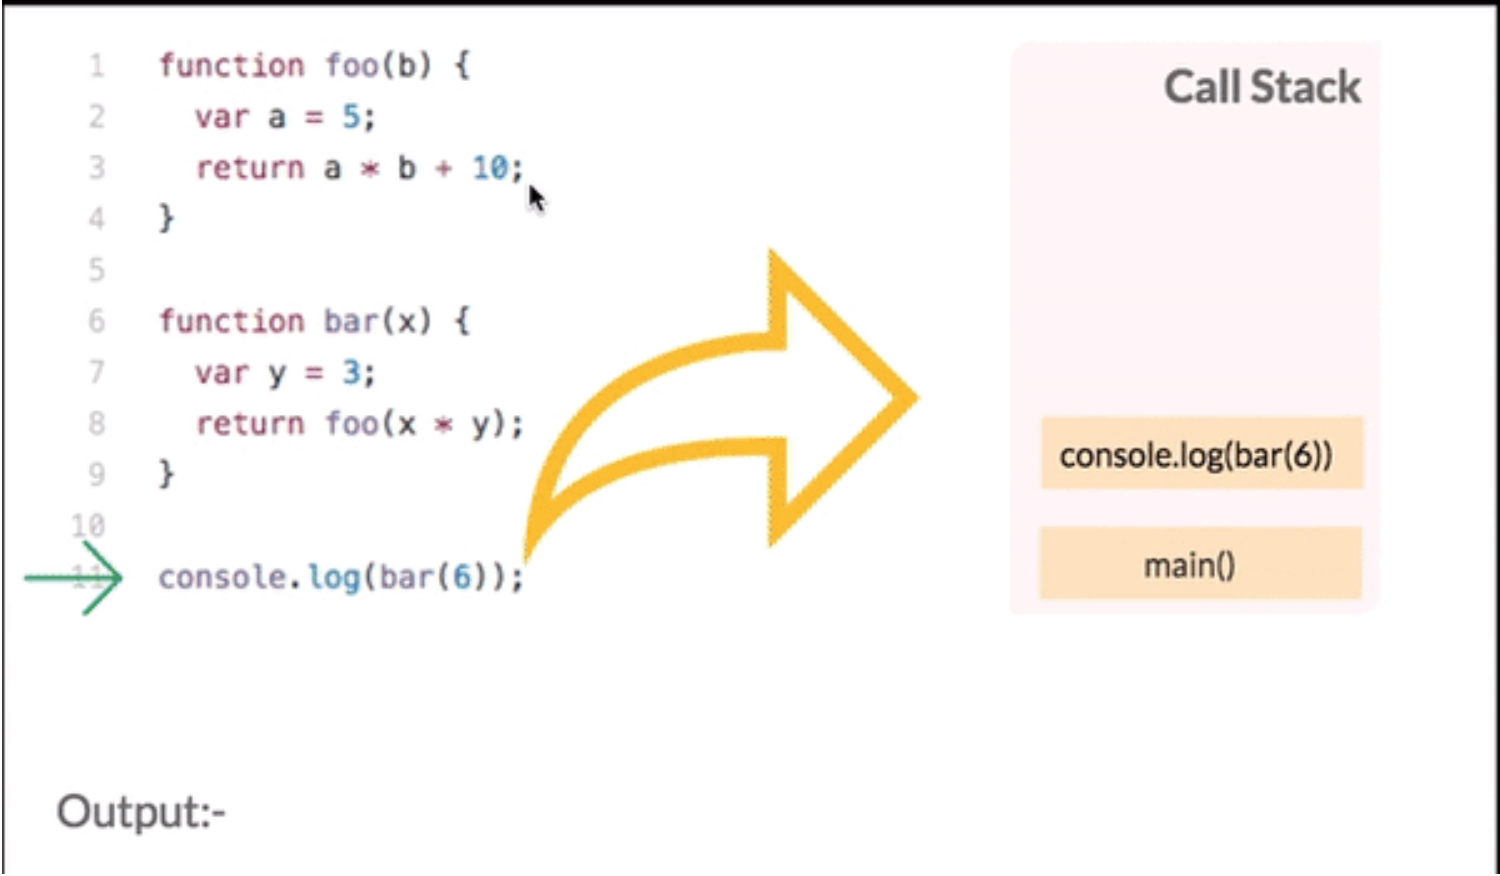 1 function foo(b) {
2 var a = 5;
3 return a * b + 10;
4 }
5
6 function bar(x) {
7 var y = 3;
8 return foo(x * y);
9 }
10
11 console.log(bar(6));
Call Stack
console.log(bar(6))
main()
Output:-